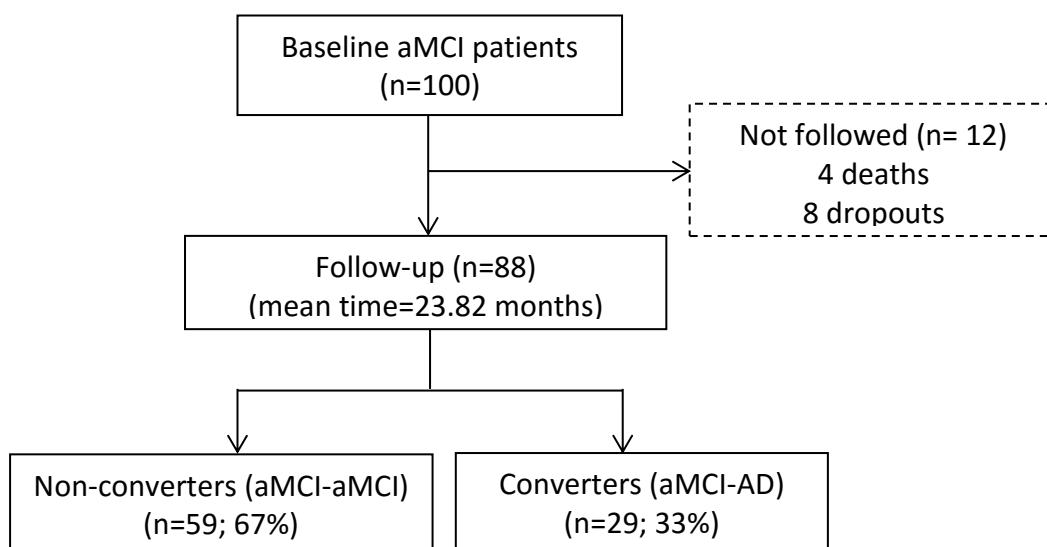 Baseline aMCI patients
(n=100)
Not followed (n= 12)
4 deaths
8 dropouts
Follow-up (n=88)
(mean time=23.82 months)
Non-converters (aMCI-aMCI)
(n=59; 67%)
Converters (aMCI-AD)
(n=29; 33%)